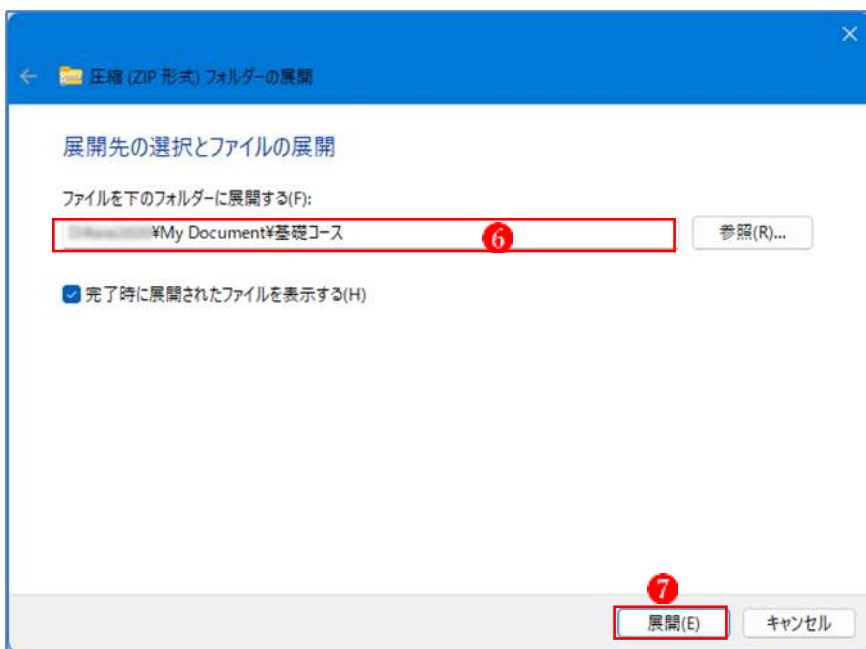 圧縮 (ZIP 形式) フォルダーの展開
展開先の選択とファイルの展開
ファイルを下のフォルダーに展開する(F):
¥My Document¥基礎コース
6
参照(R)...
完了時に展開されたファイルを表示する(H)
7
展開(E)
キャンセル